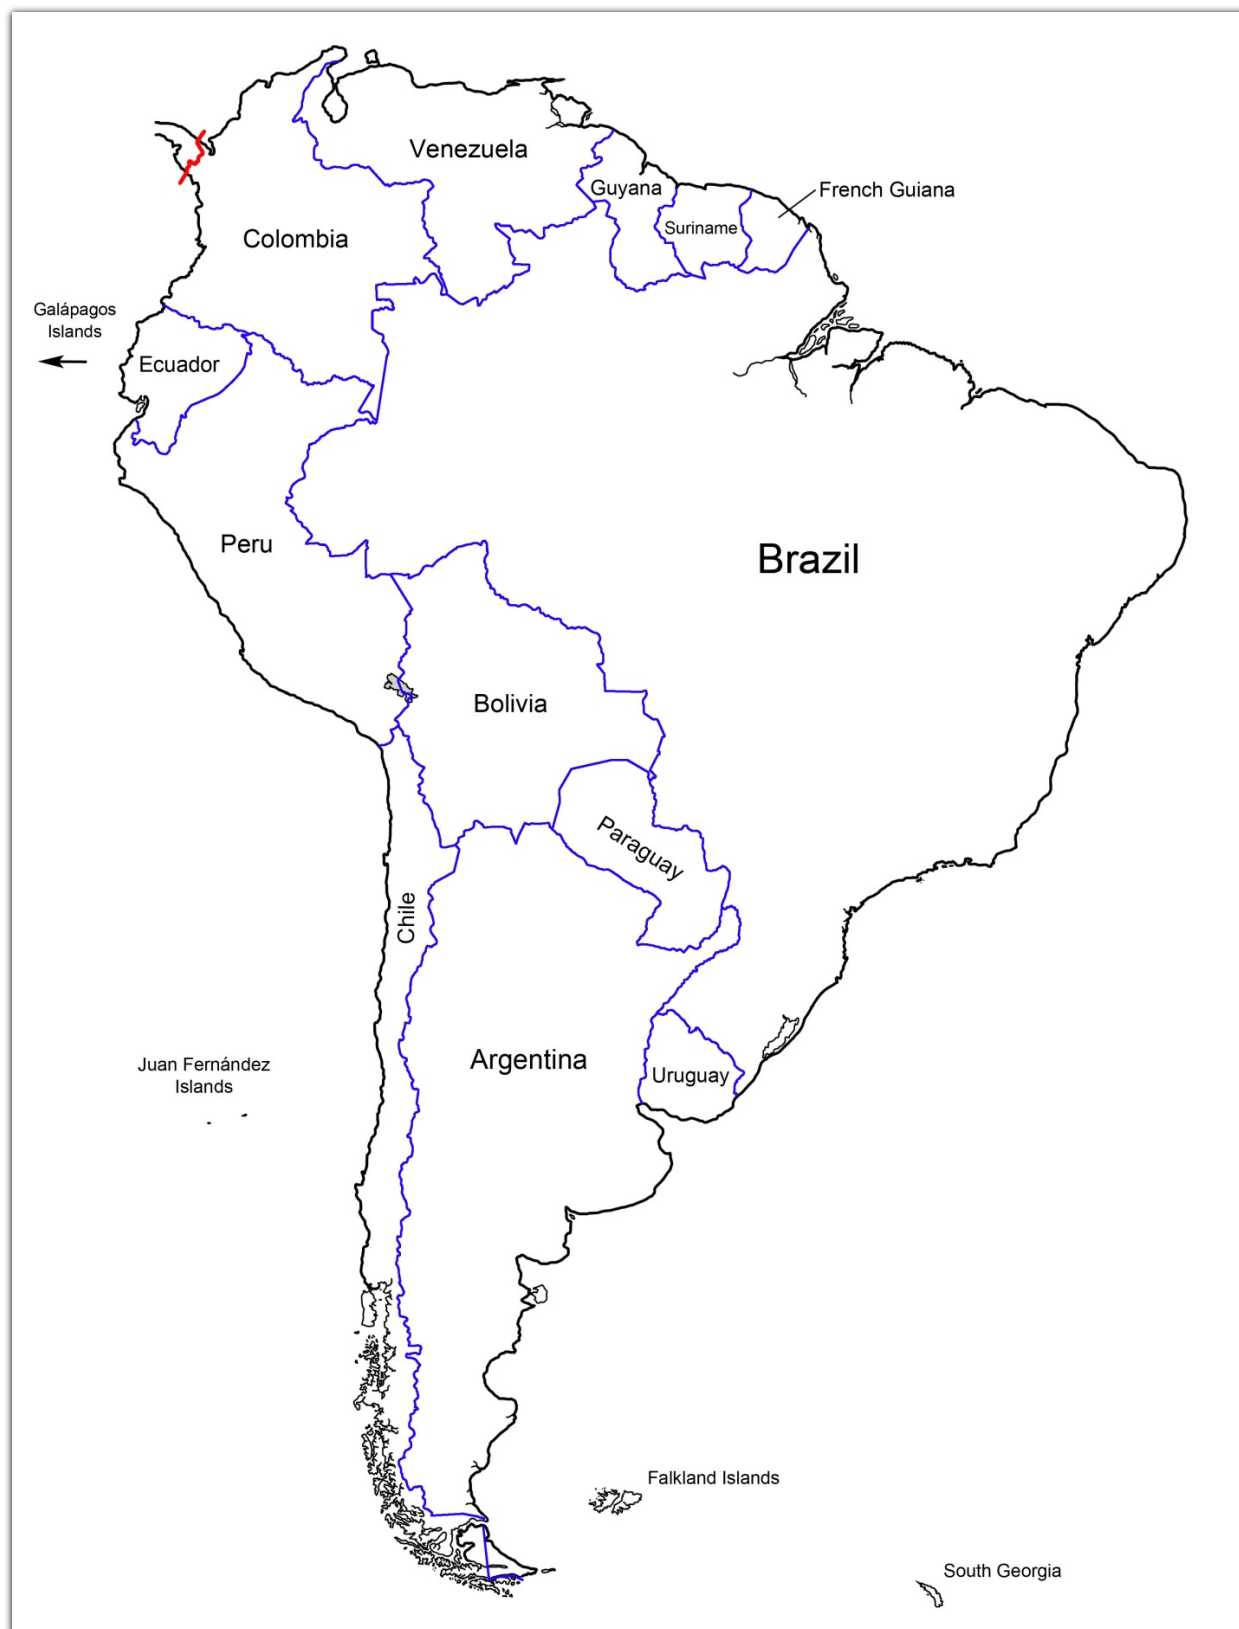 Venezuela
Guyana
French Guiana
Suriname
Colombia
Galápagos
Islands
Ecuador
Peru
Brazil
Bolivia
Paraguay
Chile
Argentina
Juan Fernández
Islands
Uruguay
Falkland Islands
South Georgia